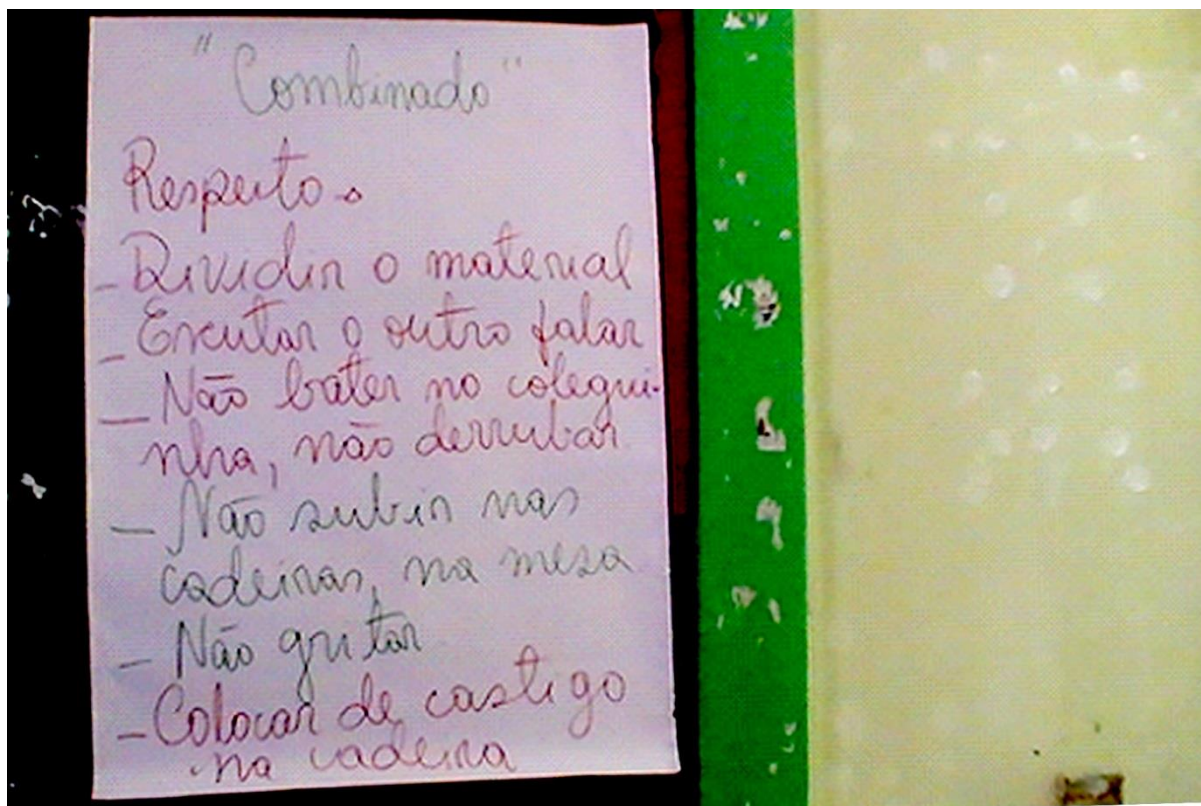 "Combinado"
Respeito.
- Dividir o material
- Escutar o outro falar
- Não bater no colegui-
nha, não derrubar
- Não subir nas
cadeiras, na mesa
- Não gritar
- Colocar de castigo
na cadeira